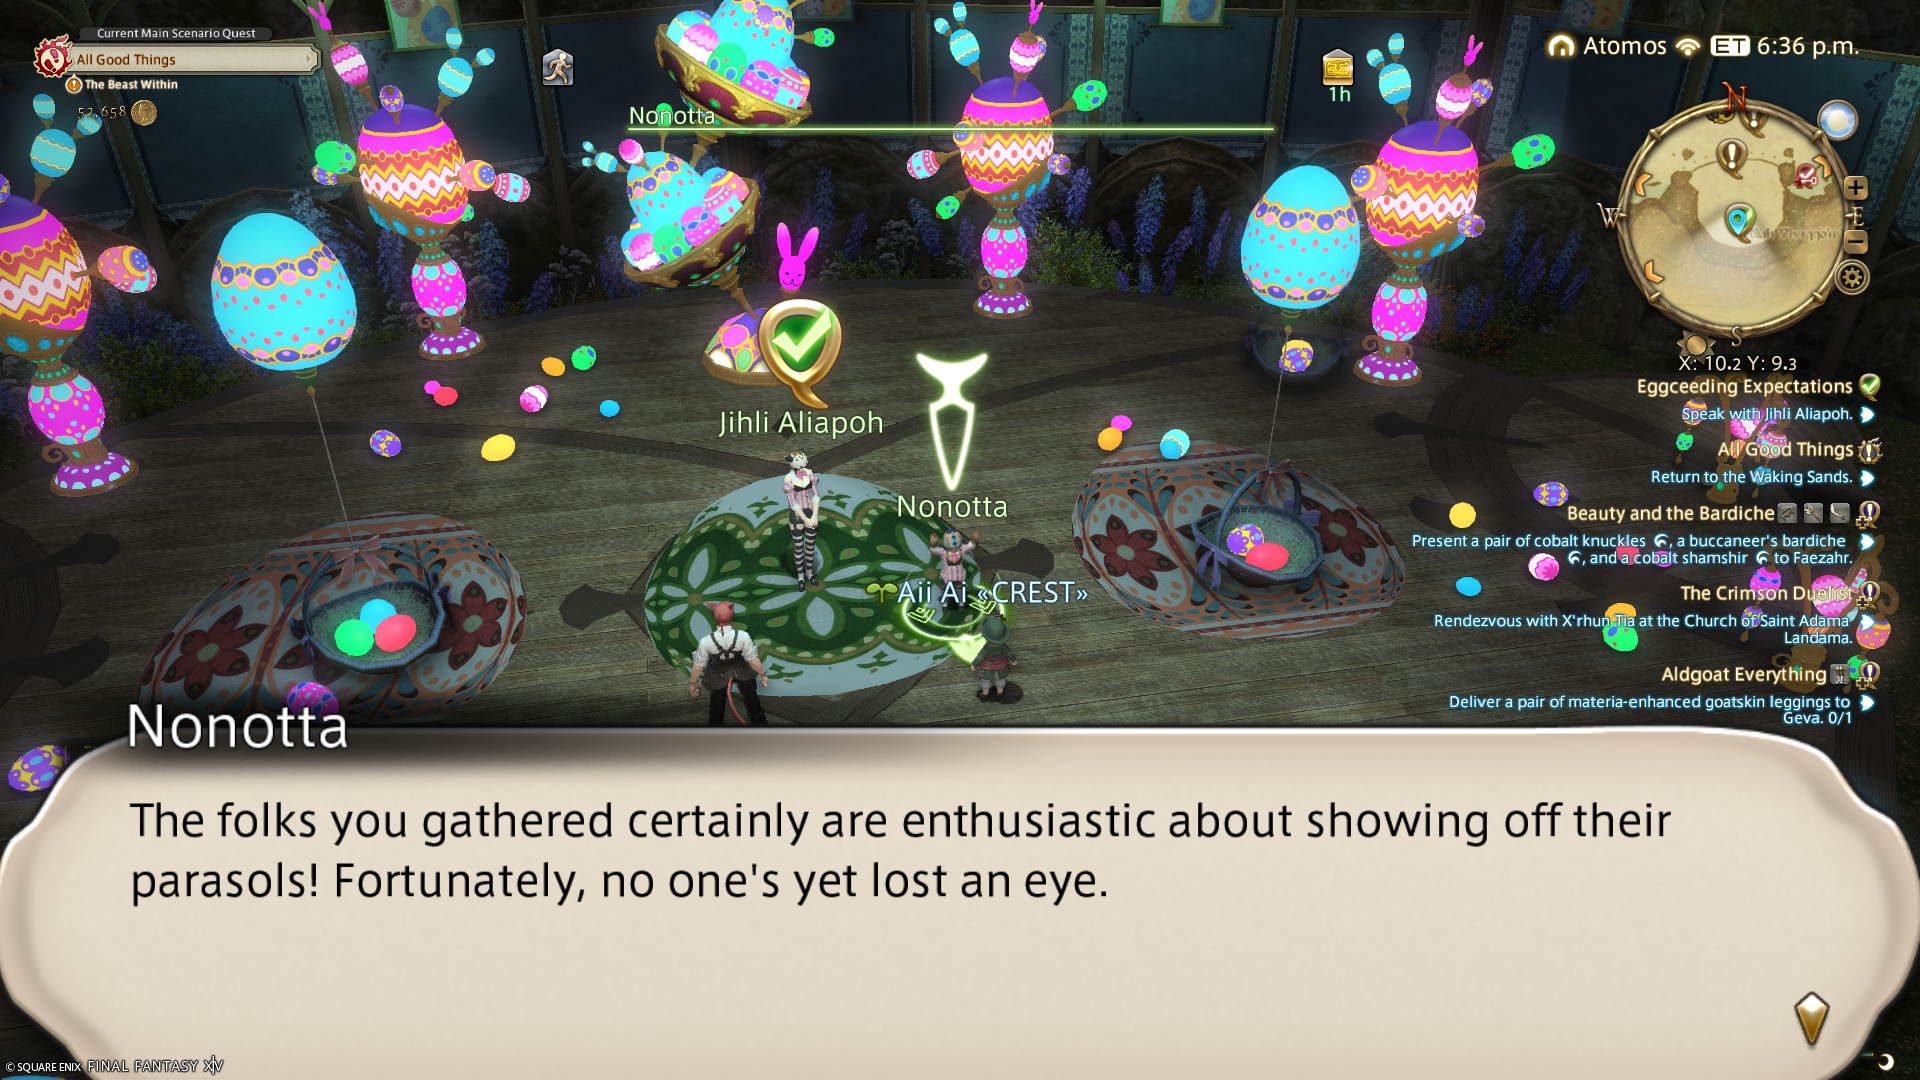 Current Main Scenario Quest
All Good Things
The Beast Within
52,658
1h
Atomos ET 6:36 p.m.
N
W
E
S
X: 10.2 Y: 9.3
Nonotta
Jihli Aliapoh
Nonotta
Aii Ai «CREST»
Eggceeding Expectations
Speak with Jihli Aliapoh.
All Good Things
Return to the Waking Sands.
Beauty and the Bardiche
Present a pair of cobalt knuckles , a buccaneer's bardiche
, and a cobalt shamshir to Faezahr.
The Crimson Duelist
Rendezvous with X'rhun Tia at the Church of Saint Adama
Landama.
Aldgoat Everything
Deliver a pair of materia-enhanced goatskin leggings to
Geva. 0/1
Nonotta
The folks you gathered certainly are enthusiastic about showing off their
parasols! Fortunately, no one's yet lost an eye.
© SQUARE ENIX FINAL FANTASY XIV